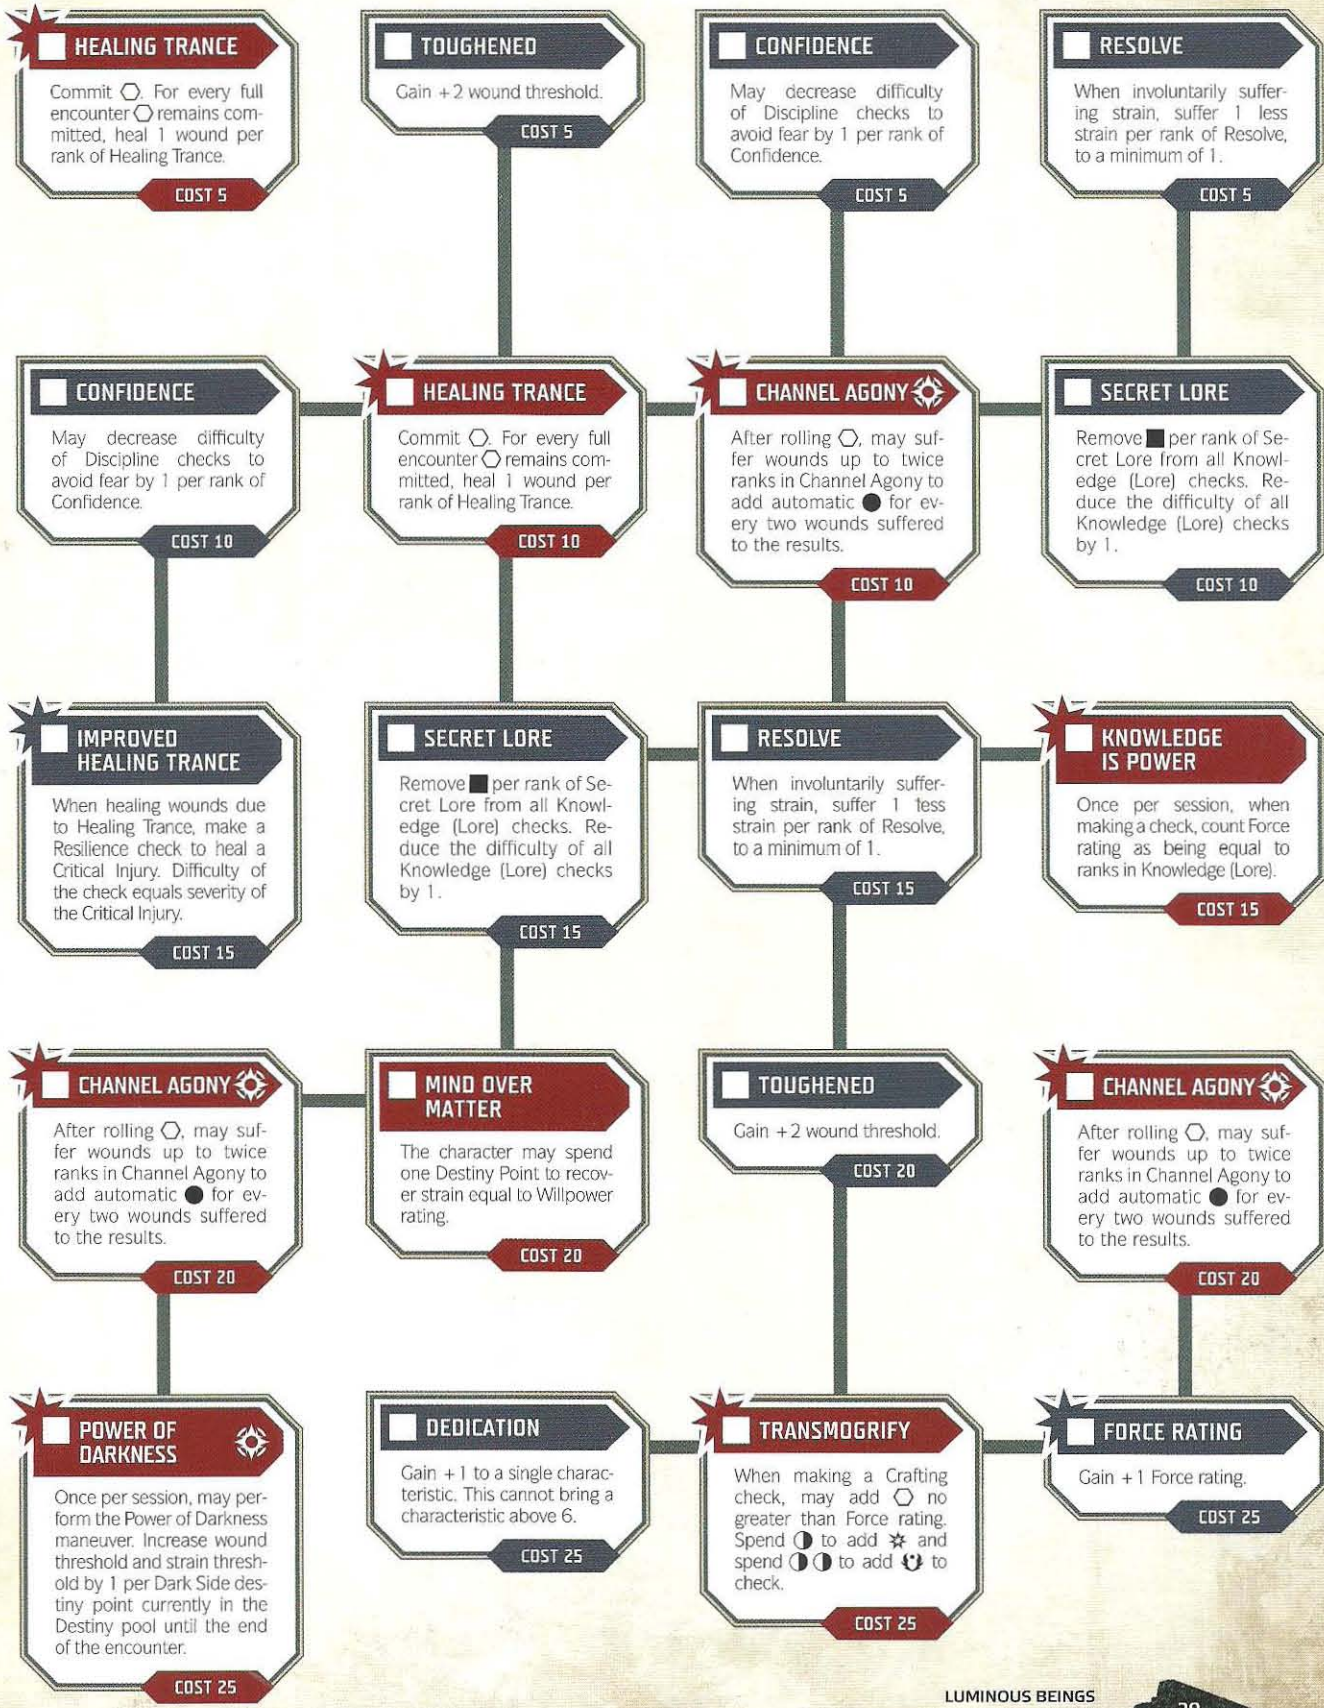 HEALING TRANCE
Commit ⬡. For every full
encounter ⬡ remains com-
mitted, heal 1 wound per
rank of Healing Trance.
COST 5
TOUGHENED
Gain +2 wound threshold.
COST 5
CONFIDENCE
May decrease difficulty
of Discipline checks to
avoid fear by 1 per rank of
Confidence.
COST 5
RESOLVE
When involuntarily suffer-
ing strain, suffer 1 less
strain per rank of Resolve,
to a minimum of 1.
COST 5
CONFIDENCE
May decrease difficulty
of Discipline checks to
avoid fear by 1 per rank of
Confidence.
COST 10
HEALING TRANCE
Commit ⬡. For every full
encounter ⬡ remains com-
mitted, heal 1 wound per
rank of Healing Trance.
COST 10
CHANNEL AGONY
After rolling ⬡, may suf-
fer wounds up to twice
ranks in Channel Agony to
add automatic ● for ev-
ery two wounds suffered
to the results.
COST 10
SECRET LORE
Remove ■ per rank of Se-
cret Lore from all Knowl-
edge (Lore) checks. Re-
duce the difficulty of all
Knowledge (Lore) checks
by 1.
COST 10
IMPROVED
HEALING TRANCE
When healing wounds due
to Healing Trance, make a
Resilience check to heal a
Critical Injury. Difficulty of
the check equals severity of
the Critical Injury.
COST 15
SECRET LORE
Remove ■ per rank of Se-
cret Lore from all Knowl-
edge (Lore) checks. Re-
duce the difficulty of all
Knowledge (Lore) checks
by 1.
COST 15
RESOLVE
When involuntarily suffer-
ing strain, suffer 1 less
strain per rank of Resolve,
to a minimum of 1.
COST 15
KNOWLEDGE
IS POWER
Once per session, when
making a check, count Force
rating as being equal to
ranks in Knowledge (Lore).
COST 15
CHANNEL AGONY
After rolling ⬡, may suf-
fer wounds up to twice
ranks in Channel Agony to
add automatic ● for ev-
ery two wounds suffered
to the results.
COST 20
MIND OVER
MATTER
The character may spend
one Destiny Point to recov-
er strain equal to Willpower
rating.
COST 20
TOUGHENED
Gain +2 wound threshold.
COST 20
CHANNEL AGONY
After rolling ⬡, may suf-
fer wounds up to twice
ranks in Channel Agony to
add automatic ● for ev-
ery two wounds suffered
to the results.
COST 20
POWER OF
DARKNESS
Once per session, may per-
form the Power of Darkness
maneuver. Increase wound
threshold and strain thresh-
old by 1 per Dark Side des-
tiny point currently in the
Destiny pool until the end
of the encounter.
COST 25
DEDICATION
Gain +1 to a single charac-
teristic. This cannot bring a
characteristic above 6.
COST 25
TRANSMOGRIFY
When making a Crafting
check, may add ⬡ no
greater than Force rating.
Spend ◑ to add and
spend ◑◑ to add to
check.
COST 25
FORCE RATING
Gain +1 Force rating.
COST 25
LUMINOUS BEINGS